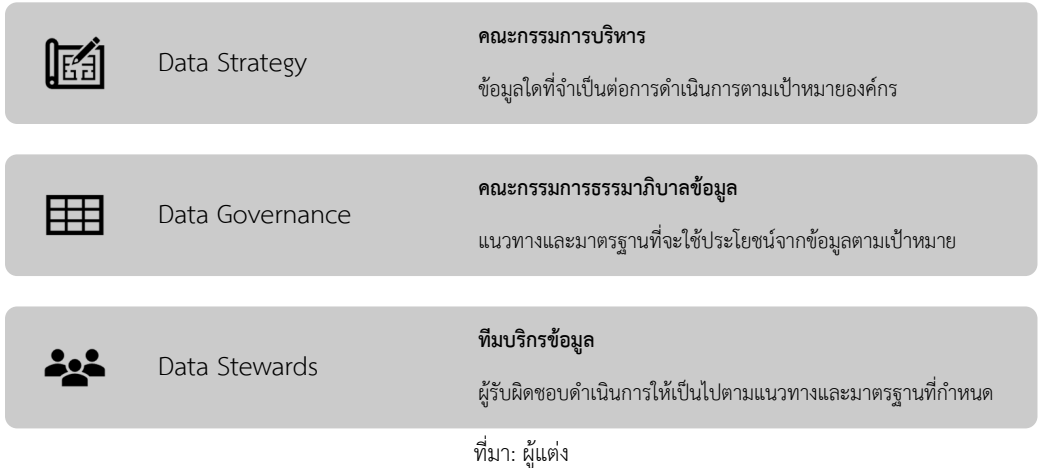 Data Strategy
คณะกรรมการบริหาร
ข้อมูลใดที่จำเป็นต่อการดำเนินการตามเป้าหมายองค์กร
Data Governance
คณะกรรมการธรรมาภิบาลข้อมูล
แนวทางและมาตรฐานที่จะใช้ประโยชน์จากข้อมูลตามเป้าหมาย
Data Stewards
ทีมบริกรข้อมูล
ผู้รับผิดชอบดำเนินการให้เป็นไปตามแนวทางและมาตรฐานที่กำหนด
ที่มา: ผู้แต่ง